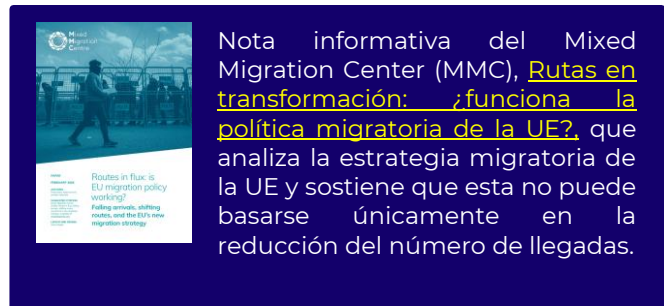 Mixed
Migration
Centre
Routes in flux: is
EU migration policy
working?
Falling arrivals, shifting
routes, and the EU's new
migration strategy
Nota informativa del Mixed
Migration Center (MMC), Rutas en
transformación: ¿funciona la
política migratoria de la UE?, que
analiza la estrategia migratoria de
la UE y sostiene que esta no puede
basarse únicamente en la
reducción del número de llegadas.